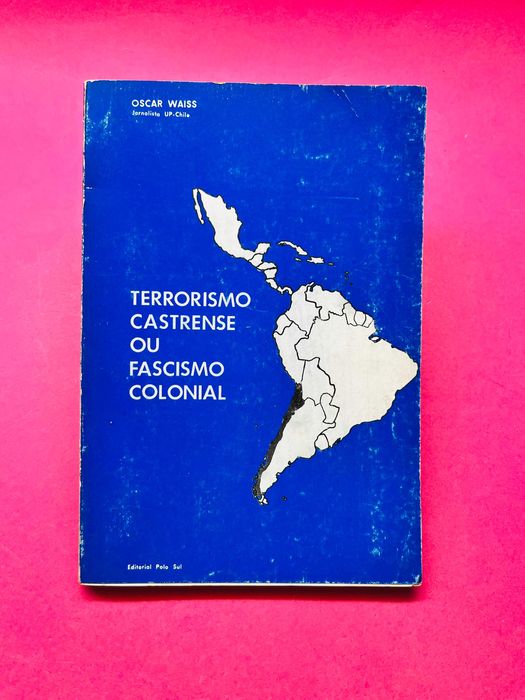 OSCAR WAISS
Jornalista UP-Chile
TERRORISMO
CASTRENSE
OU
FASCISMO
COLONIAL
Editorial Polo Sul